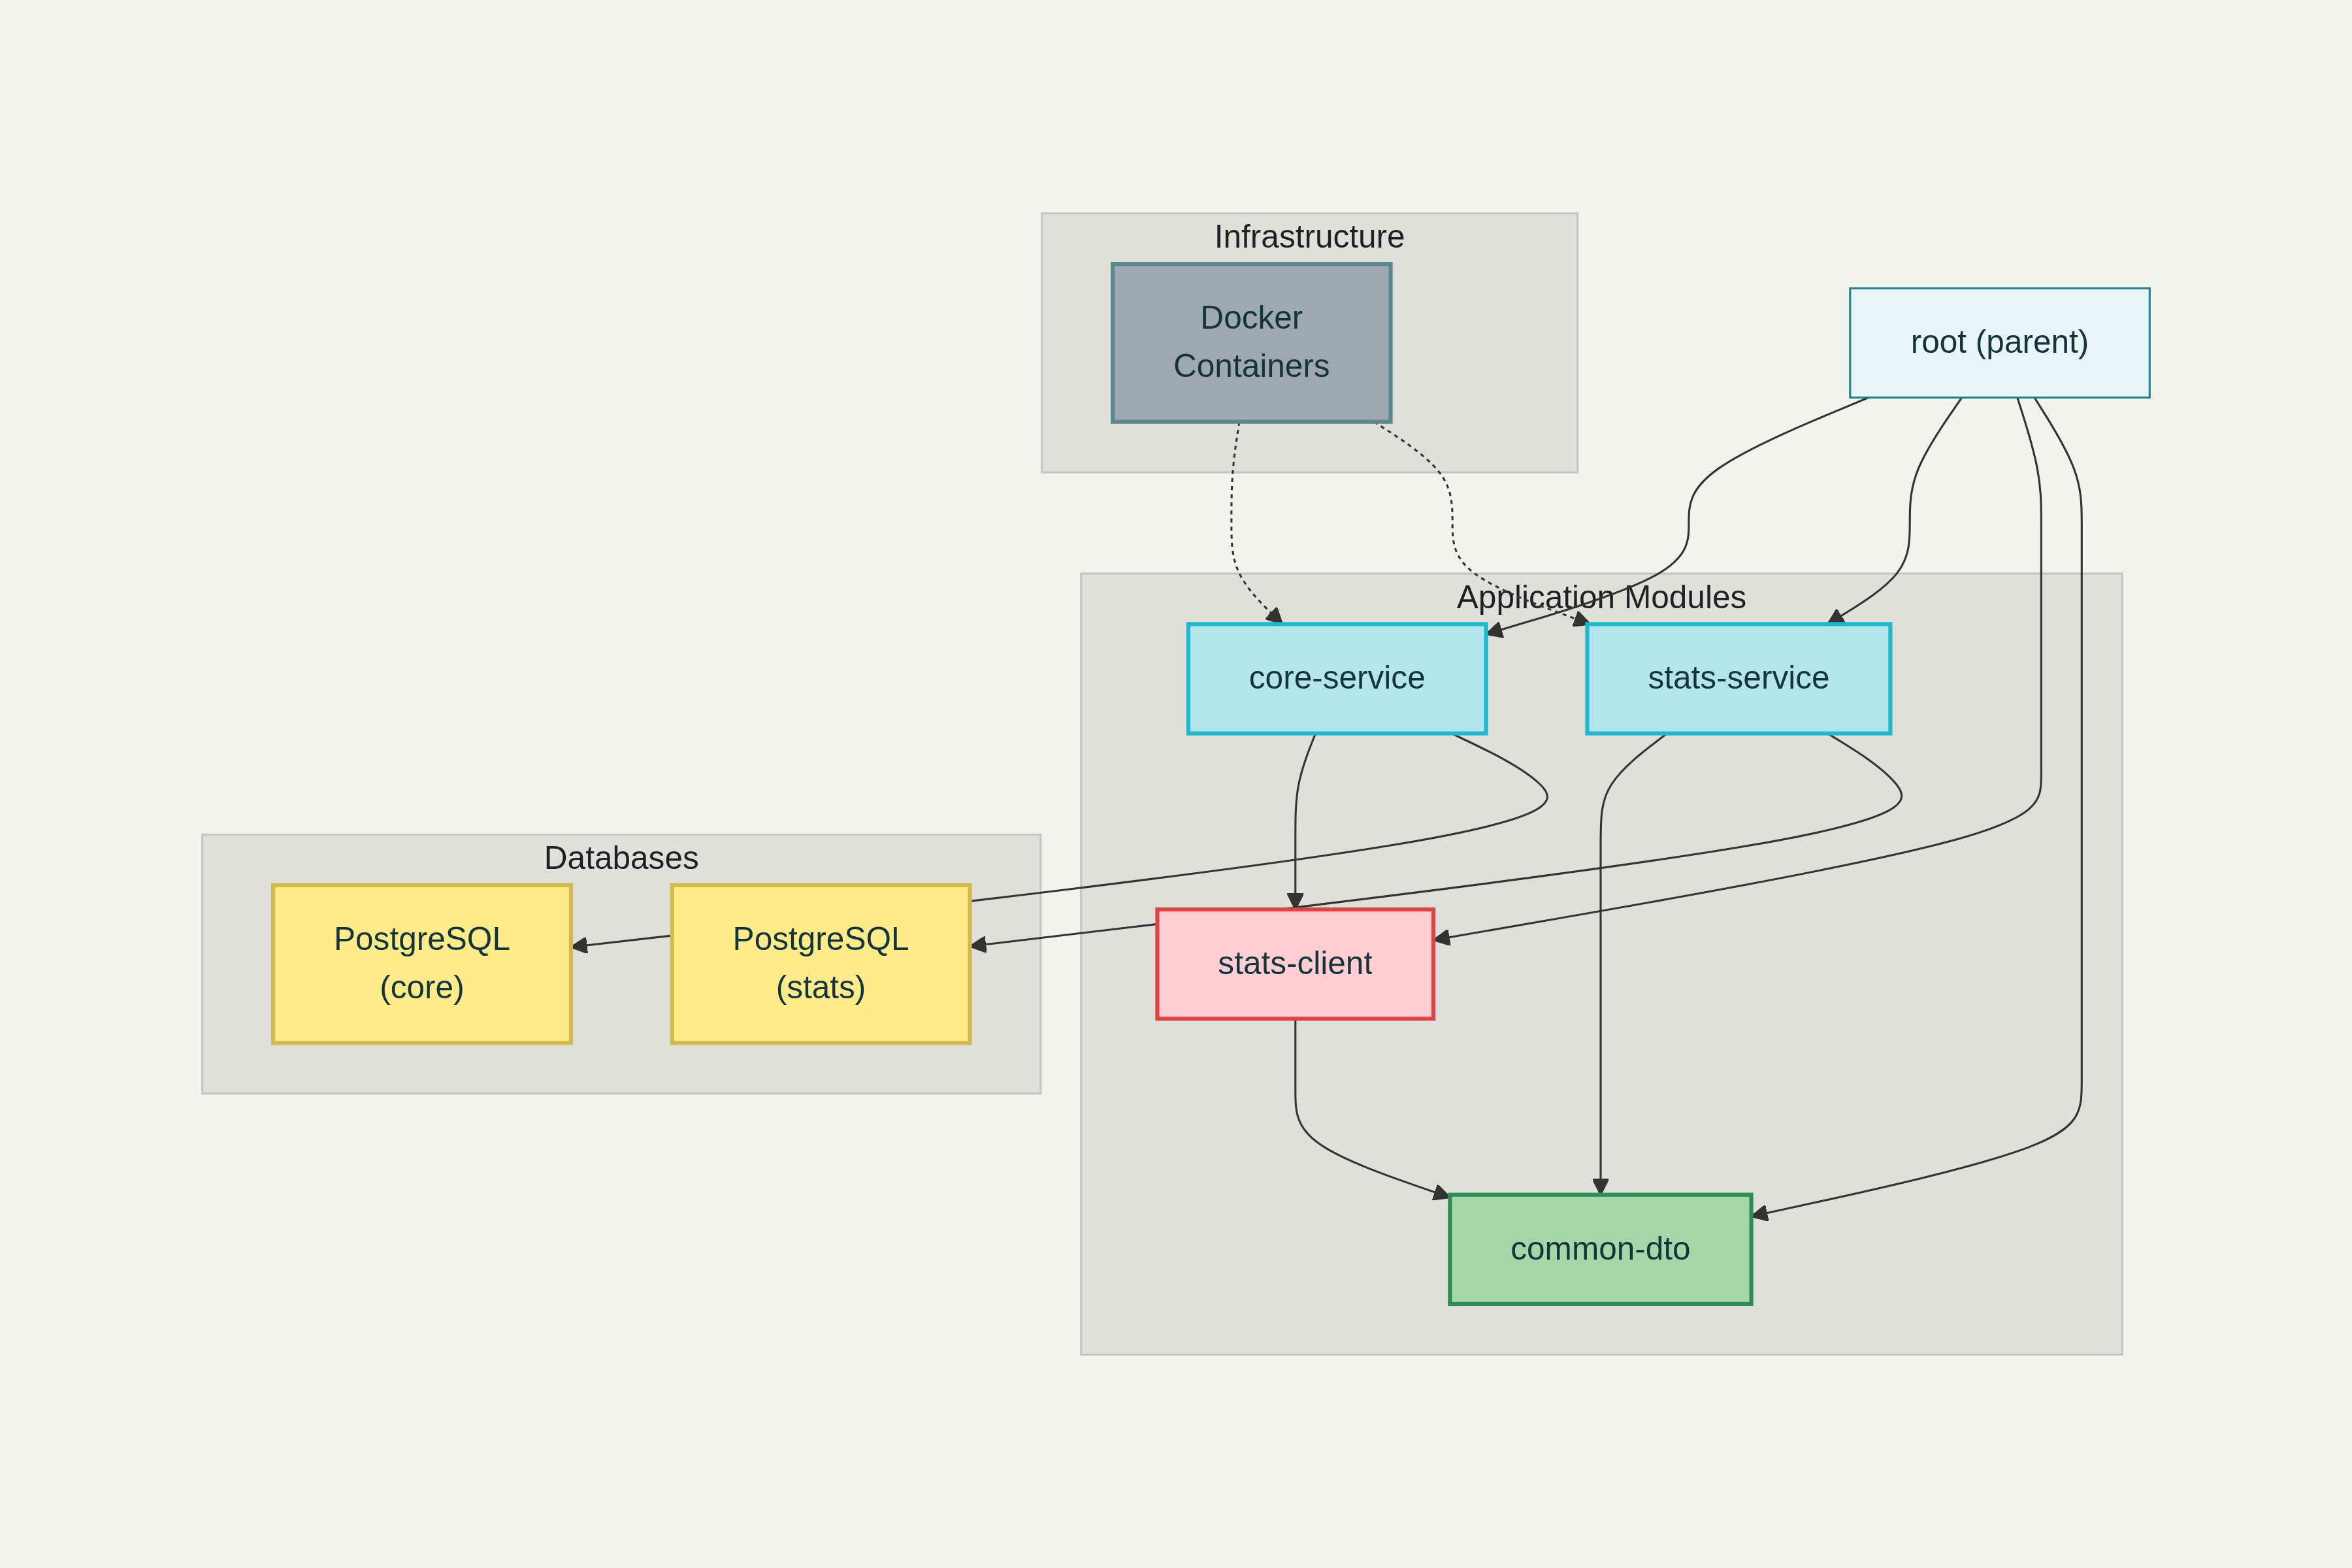 Infrastructure
Docker
Containers
root (parent)
Application Modules
core-service
stats-service
Databases
PostgreSQL
(core)
PostgreSQL
(stats)
stats-client
common-dto